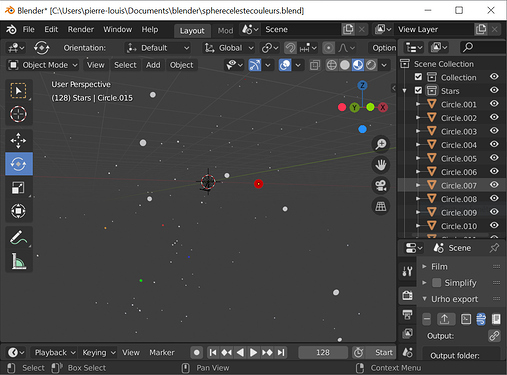 Blender* [C:\Users\pierre-louis\Documents\blender\spherecelestecouleurs.blend]
File Edit Render Window Help Layout Scene View Layer
Orientation: Default Global Option
Object Mode View Select Add Object
User Perspective
(128) Stars | Circle.015
Z
Y
X
Scene Collection
Collection
Stars
Circle.001
Circle.002
Circle.003
Circle.004
Circle.005
Circle.006
Circle.007
Circle.008
Circle.009
Circle.010
Scene
Film
Simplify
Urho export
Output:
Output folder:
Playback Keying View Marker 128 Start
Select Box Select Pan View Context Menu